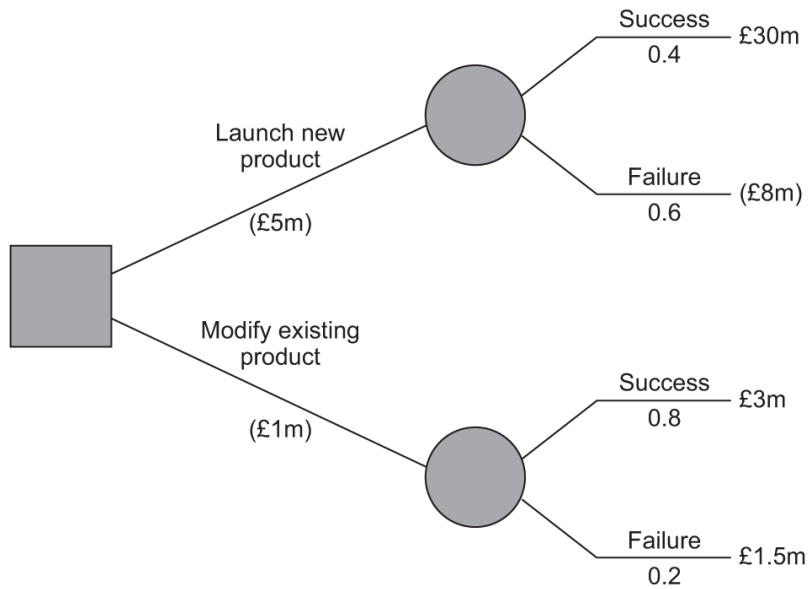 Success
£30m
0.4
Launch new
product
Failure
(£8m)
0.6
(£5m)
Modify existing
product
Success
£3m
0.8
(£1m)
Failure
£1.5m
0.2